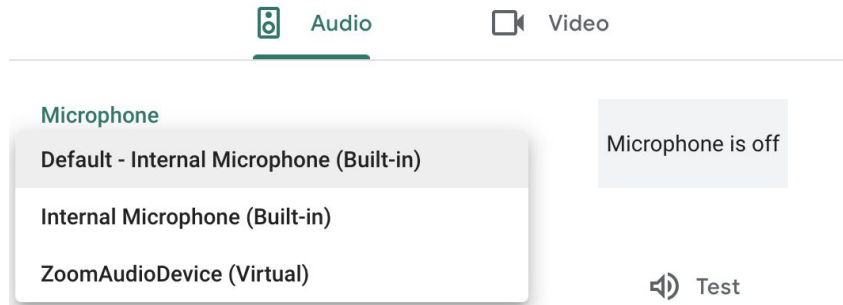 Audio
Video
Microphone
Default - Internal Microphone (Built-in)
Microphone is off
Internal Microphone (Built-in)
ZoomAudioDevice (Virtual)
Test